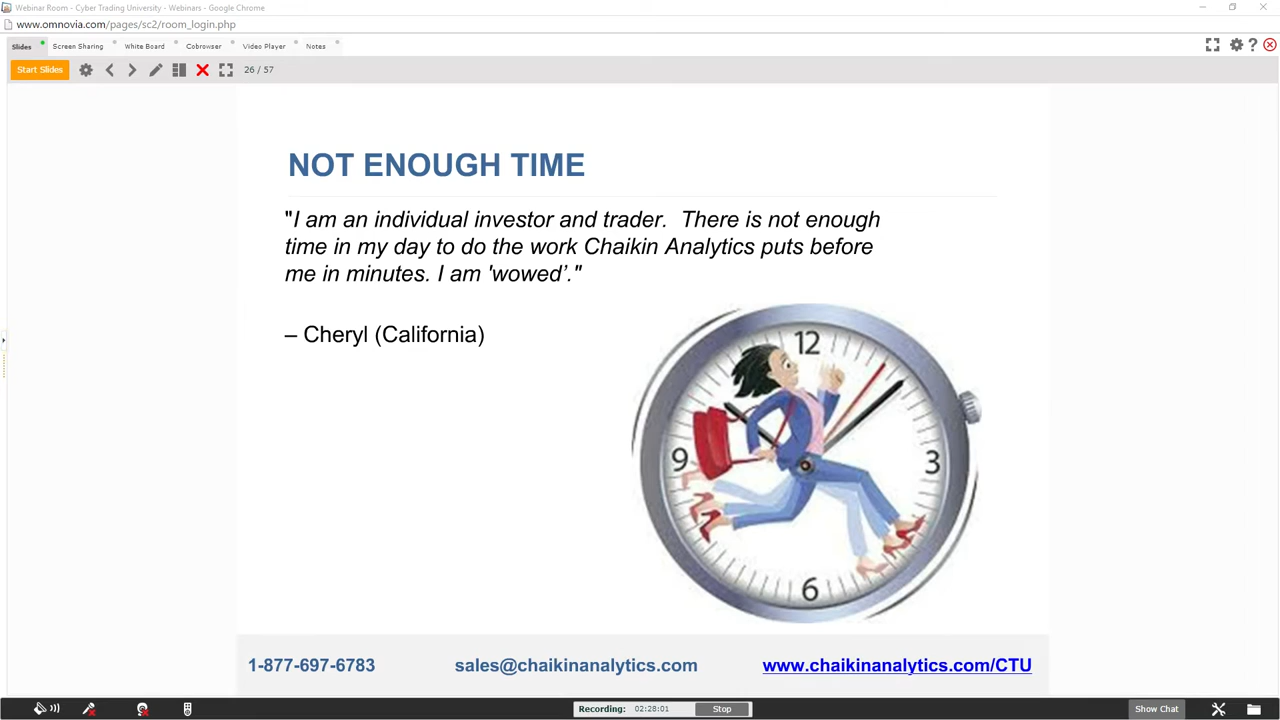 Webinar Room - Cyber Trading University - Webinars - Google Chrome
www.omnovia.com/pages/sc2/room_login.php
Slides Screen Sharing White Board Cobrowser Video Player Notes
Start Slides 26 / 57
NOT ENOUGH TIME
"I am an individual investor and trader.  There is not enough
time in my day to do the work Chaikin Analytics puts before
me in minutes. I am 'wowed’."
– Cheryl (California)
12
9 3
6
1-877-697-6783 sales@chaikinanalytics.com www.chaikinanalytics.com/CTU
Recording: 02:28:01 Stop Show Chat